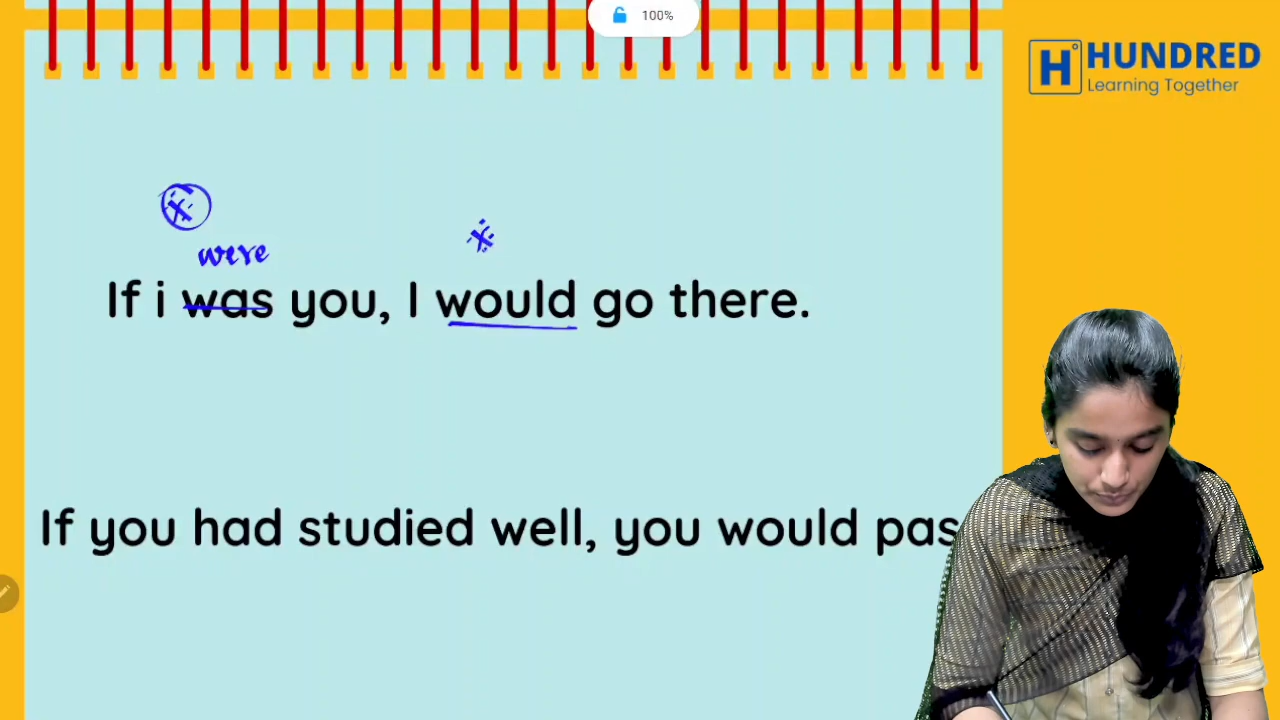 100%
HUNDRED
Learning Together
were
If i was you, I would go there.
If you had studied well, you would pas